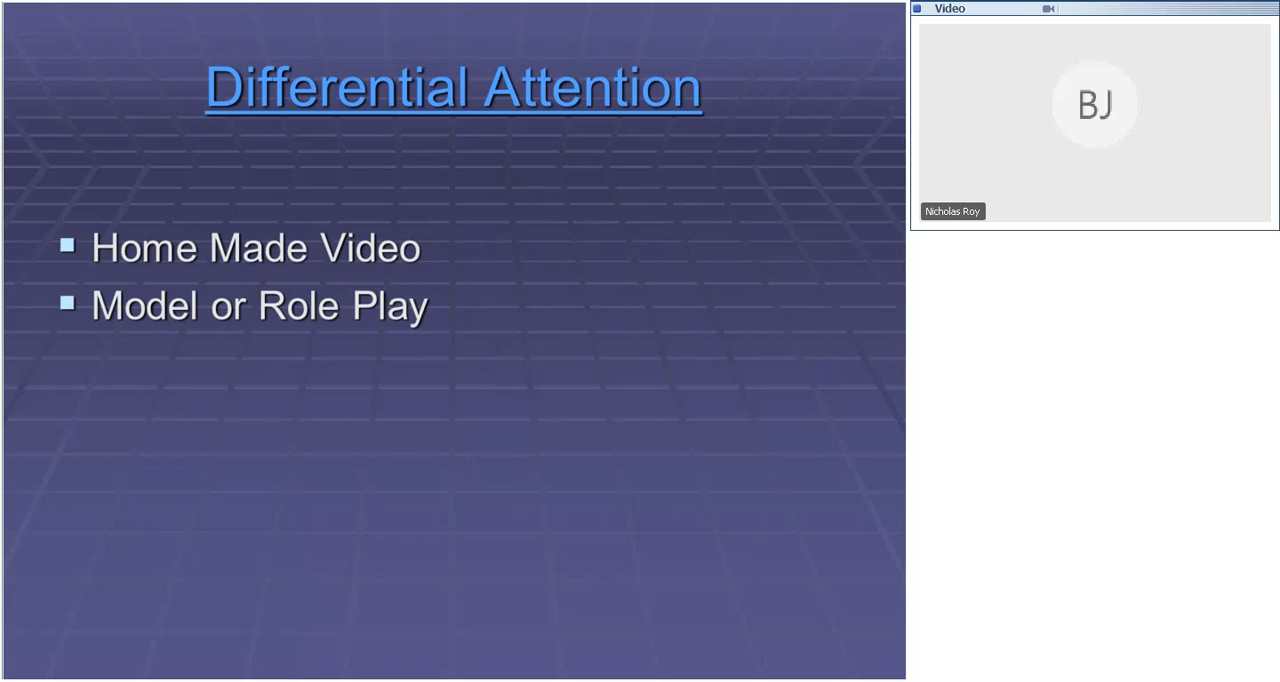 Differential Attention
Home Made Video
Model or Role Play
Video
BJ
Nicholas Roy